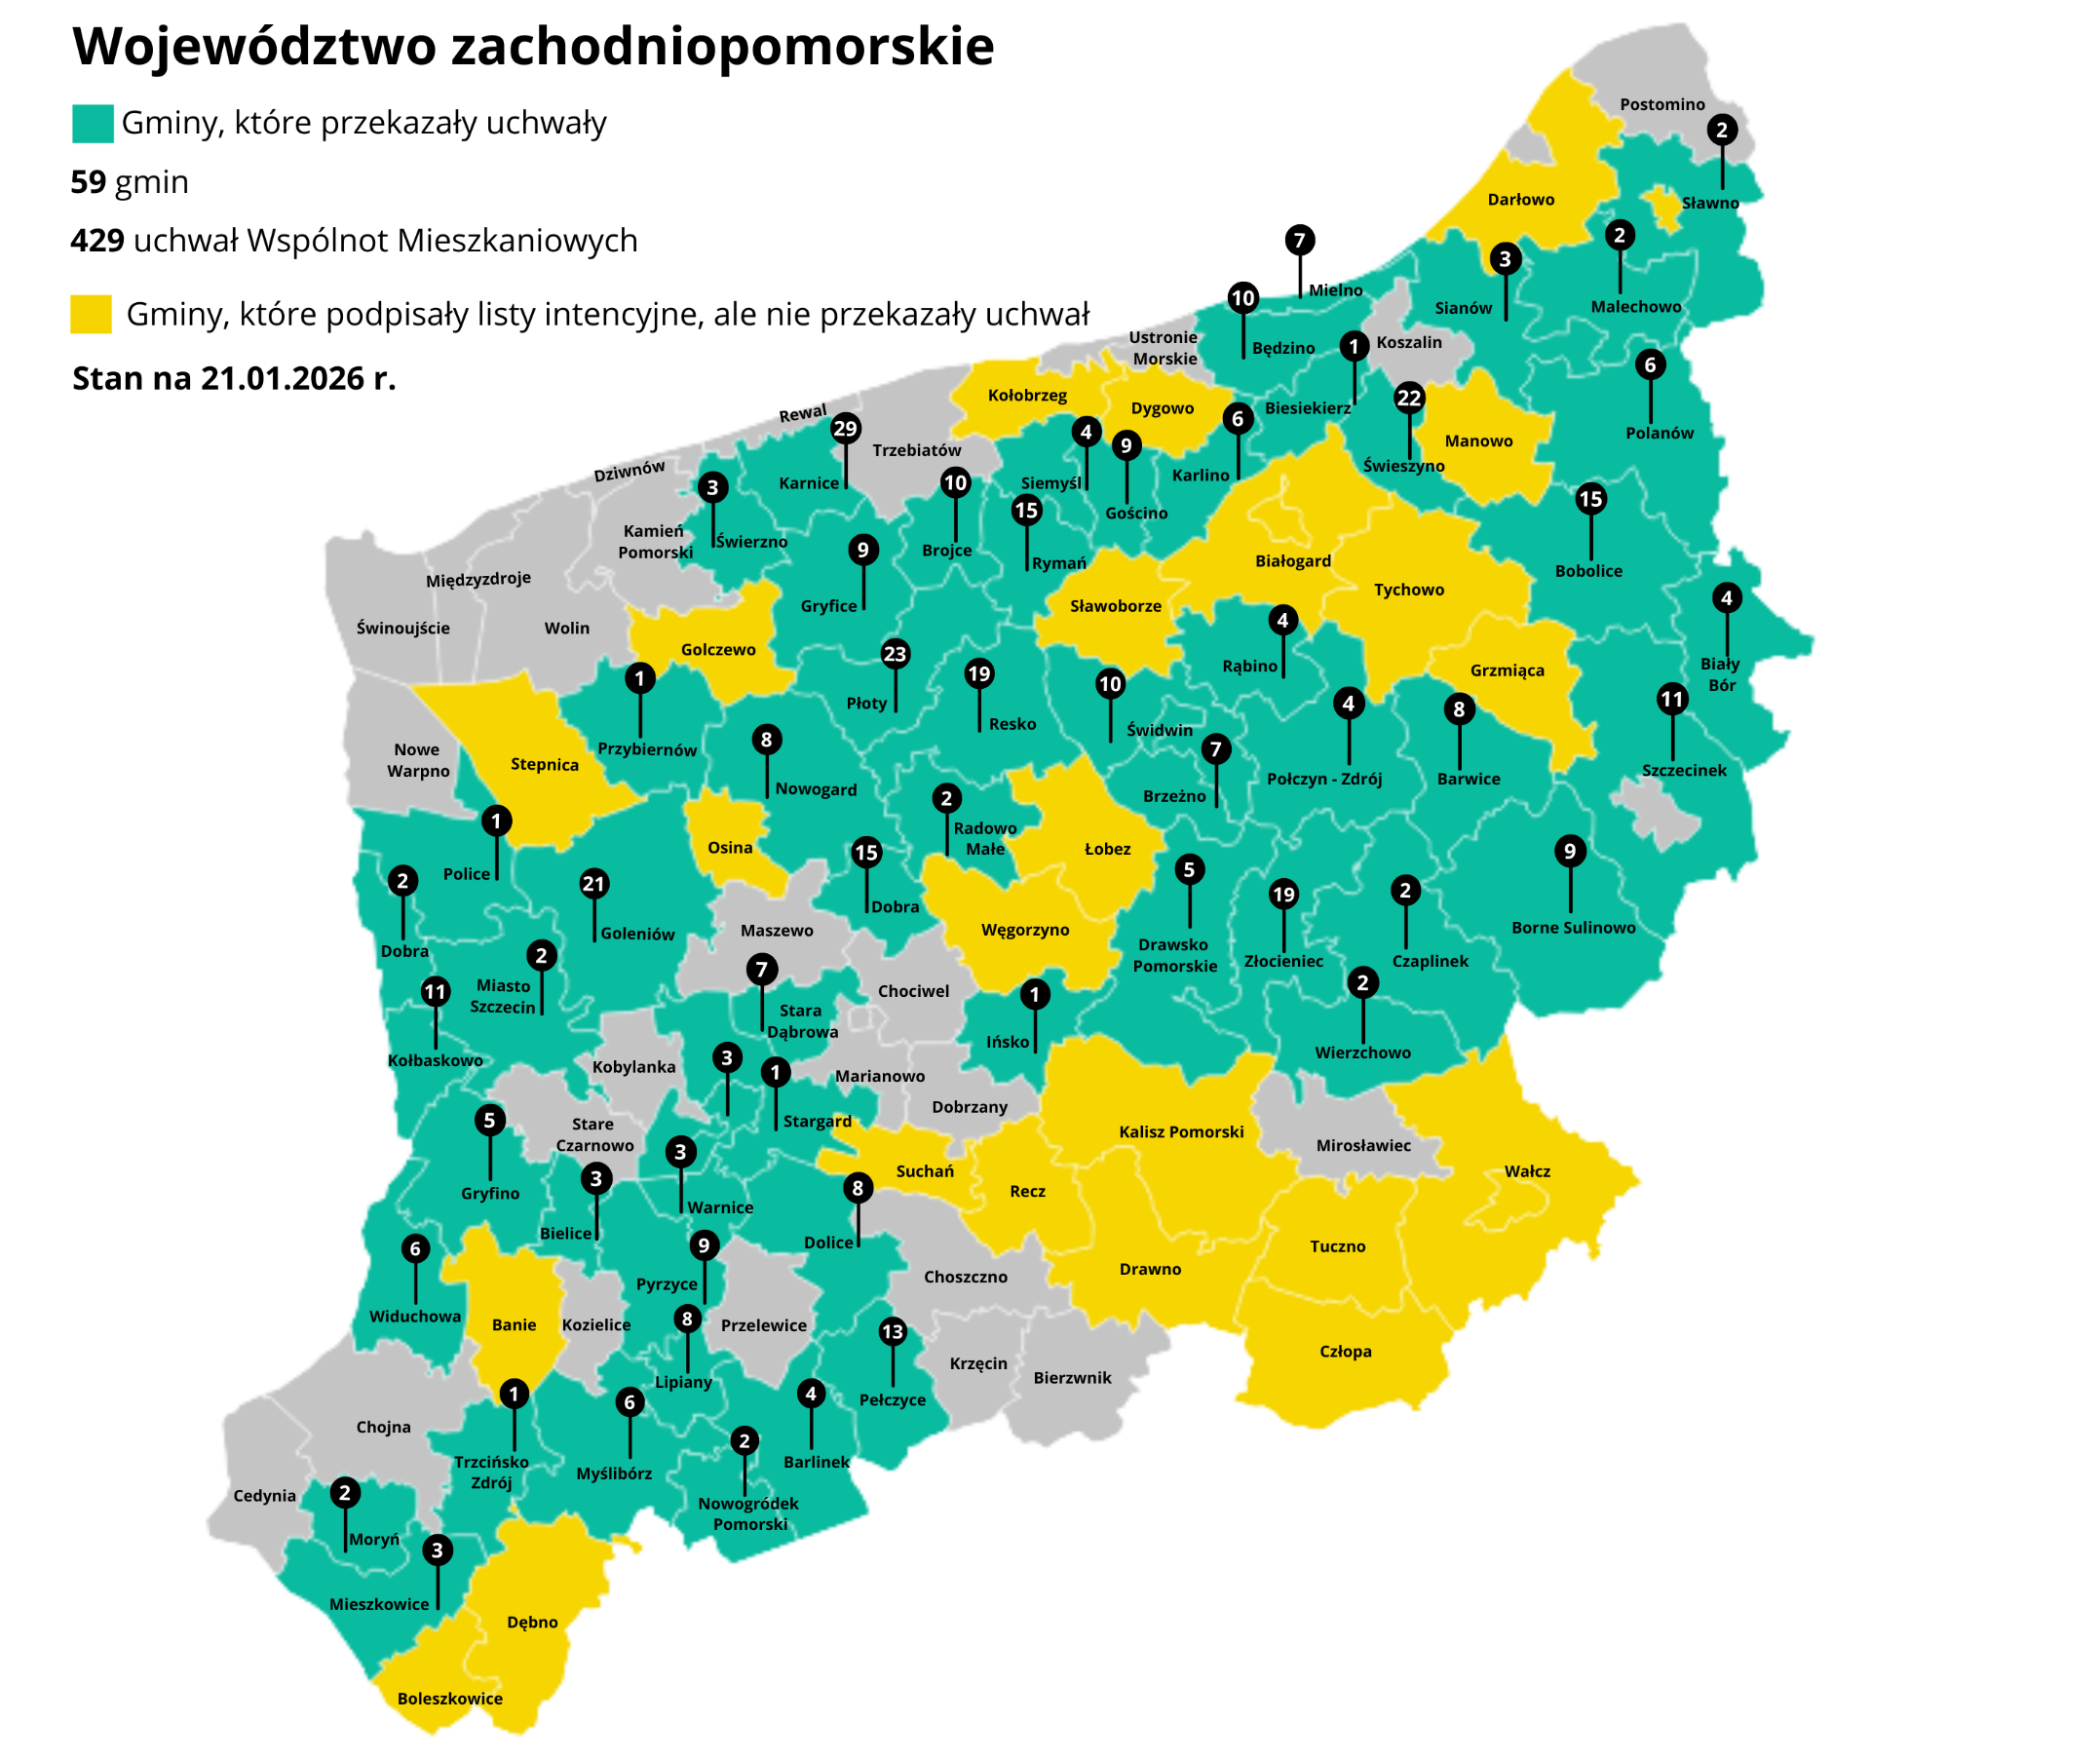 Województwo zachodniopomorskie
Gminy, które przekazały uchwały
59 gmin
429 uchwał Wspólnot Mieszkaniowych
Gminy, które podpisały listy intencyjne, ale nie przekazały uchwał
Stan na 21.01.2026 r.
Postomino
2
Sławno
Darłowo
2
Malechowo
7
Mielno
3
Sianów
10
Będzino
Ustronie
Morskie
1
Biesiekierz
Koszalin
6
Polanów
22
Świeszyno
Manowo
Kołobrzeg
Dygowo
Rewal
29
Karnice
Trzebiatów
4
Siemyśl
9
Gościno
6
Karlino
Dziwnów
3
Świerzno
Kamień
Pomorski
10
Brojce
15
Rymań
15
Bobolice
9
Gryfice
Białogard
Tychowo
Międzyzdroje
Świnoujście
Wolin
Golczewo
Sławoborze
4
Rąbino
4
Biały
Bór
Grzmiąca
1
Przybiernów
23
Płoty
19
Resko
10
Świdwin
4
Połczyn - Zdrój
8
Barwice
11
Szczecinek
Nowe
Warpno
Stepnica
8
Nowogard
7
Brzeżno
2
Radowo
Małe
Łobez
1
Police
Osina
15
Dobra
2
Dobra
21
Goleniów
5
Drawsko
Pomorskie
19
Złocieniec
2
Czaplinek
9
Borne Sulinowo
Maszewo
Węgorzyno
2
Miasto
Szczecin
11
Kołbaskowo
7
Stara
Dąbrowa
Chociwel
1
Ińsko
2
Wierzchowo
Kobylanka
3
1
Stargard
Marianowo
Dobrzany
5
Gryfino
Stare
Czarnowo
3
Warnice
Kalisz Pomorski
Mirosławiec
Wałcz
3
Bielice
Suchań
Recz
8
Dolice
6
Widuchowa
9
Pyrzyce
Choszczno
Drawno
Tuczno
Banie
Kozielice
8
Lipiany
Przelewice
13
Pełczyce
Krzęcin
Bierzwnik
Człopa
1
Trzcińsko
Zdrój
6
Myślibórz
4
Barlinek
Chojna
2
Nowogródek
Pomorski
Cedynia
2
Moryń
3
Mieszkowice
Dębno
Boleszkowice